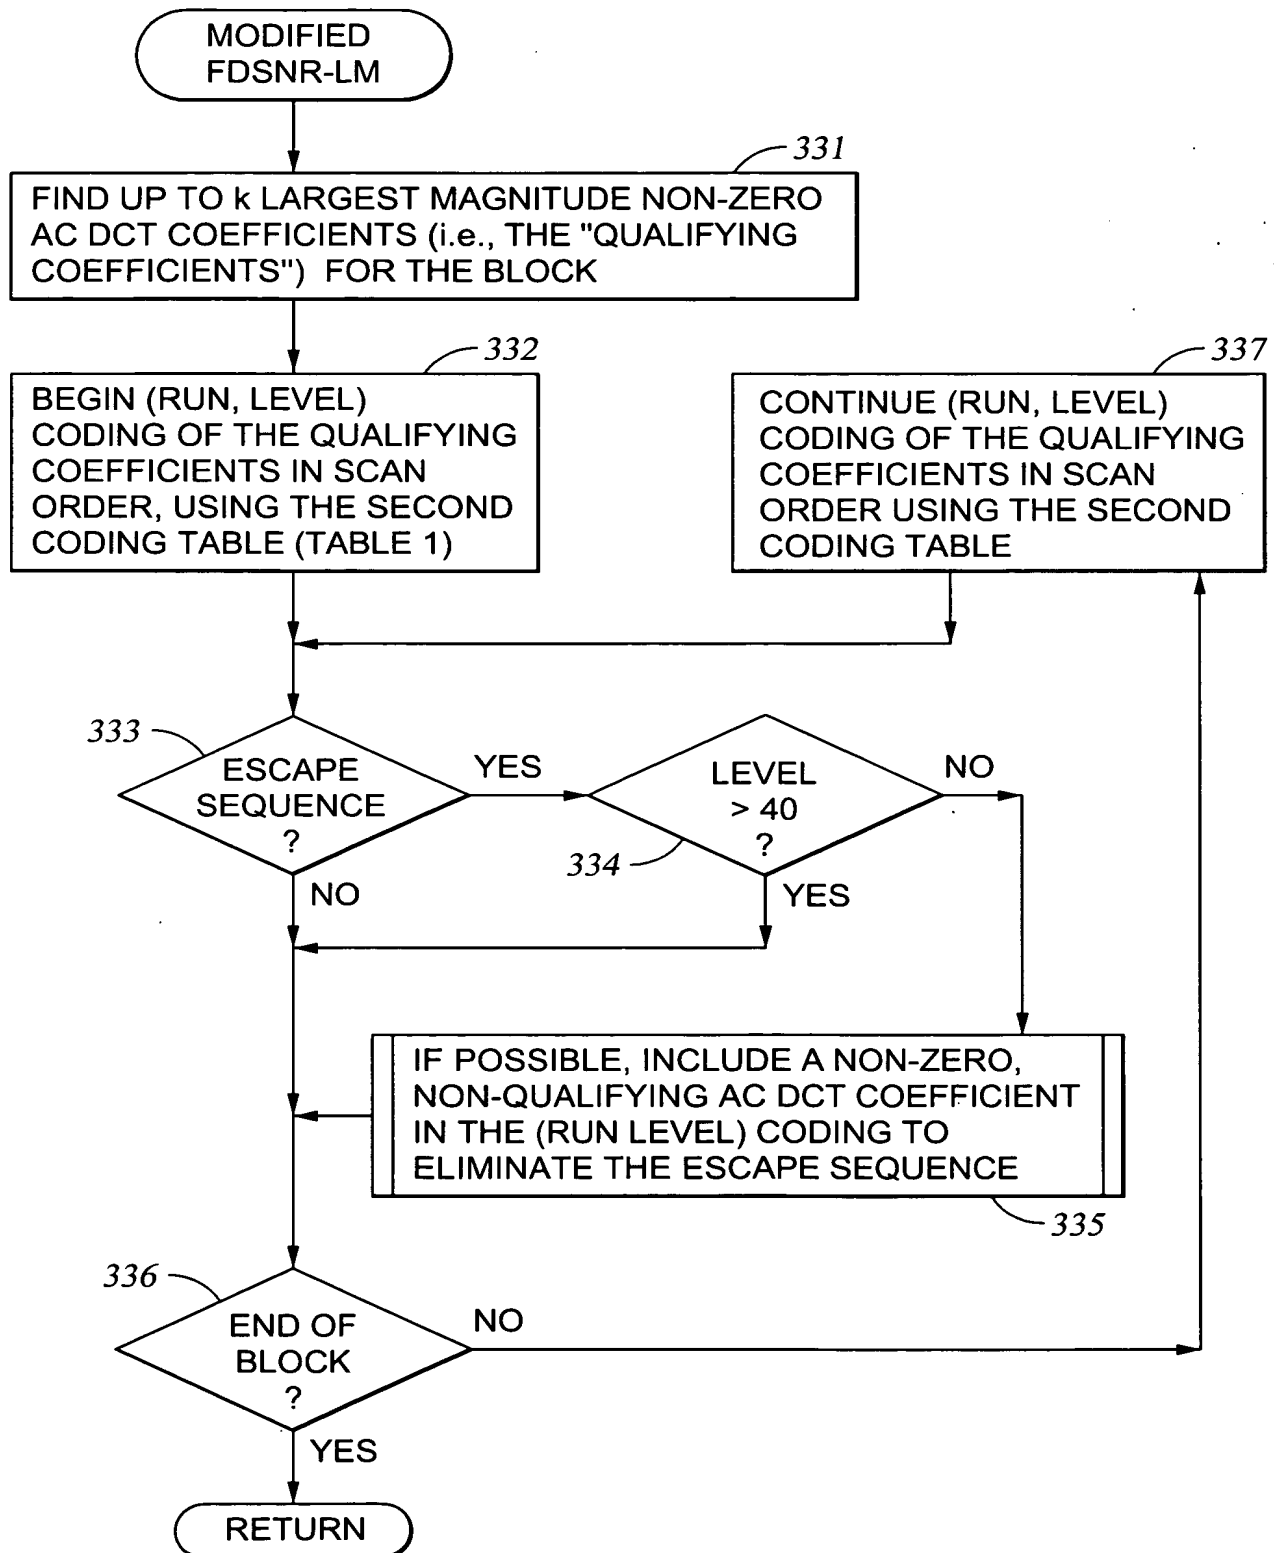 MODIFIED
FDSNR-LM
331
FIND UP TO k LARGEST MAGNITUDE NON-ZERO
AC DCT COEFFICIENTS (i.e., THE "QUALIFYING
COEFFICIENTS") FOR THE BLOCK
332
BEGIN (RUN, LEVEL)
CODING OF THE QUALIFYING
COEFFICIENTS IN SCAN
ORDER, USING THE SECOND
CODING TABLE (TABLE 1)
337
CONTINUE (RUN, LEVEL)
CODING OF THE QUALIFYING
COEFFICIENTS IN SCAN
ORDER USING THE SECOND
CODING TABLE
333
ESCAPE
SEQUENCE
?
YES
NO
LEVEL
> 40
?
334
NO
YES
IF POSSIBLE, INCLUDE A NON-ZERO,
NON-QUALIFYING AC DCT COEFFICIENT
IN THE (RUN LEVEL) CODING TO
ELIMINATE THE ESCAPE SEQUENCE
335
336
END OF
BLOCK
?
NO
YES
RETURN